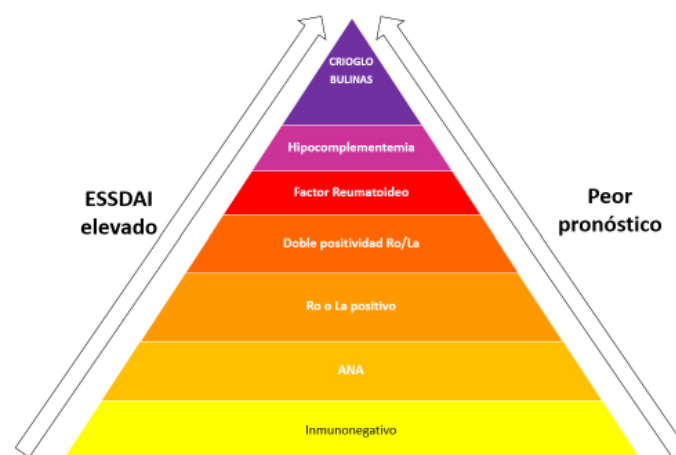 CRIOGLO
BULINAS
Hipocomplementemia
Factor Reumatoideo
ESSDAI
elevado
Peor
pronóstico
Doble positividad Ro/La
Ro o La positivo
ANA
Inmunonegativo